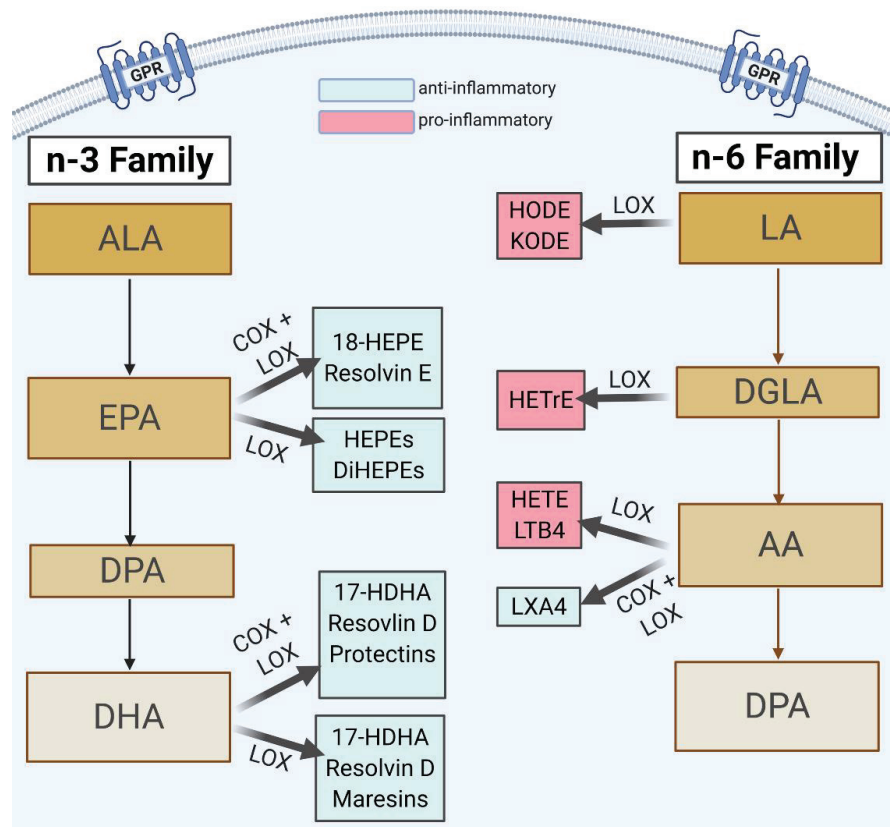 GPR
GPR
anti-inflammatory
pro-inflammatory
n-3 Family
ALA
EPA
COX +
LOX
18-HEPE
Resolvin E
LOX
HEPEs
DiHEPEs
DPA
DHA
COX +
LOX
17-HDHA
Resovlin D
Protectins
LOX
17-HDHA
Resolvin D
Maresins
n-6 Family
LA
LOX
HODE
KODE
DGLA
LOX
HETrE
AA
LOX
HETE
LTB4
COX +
LOX
LXA4
DPA